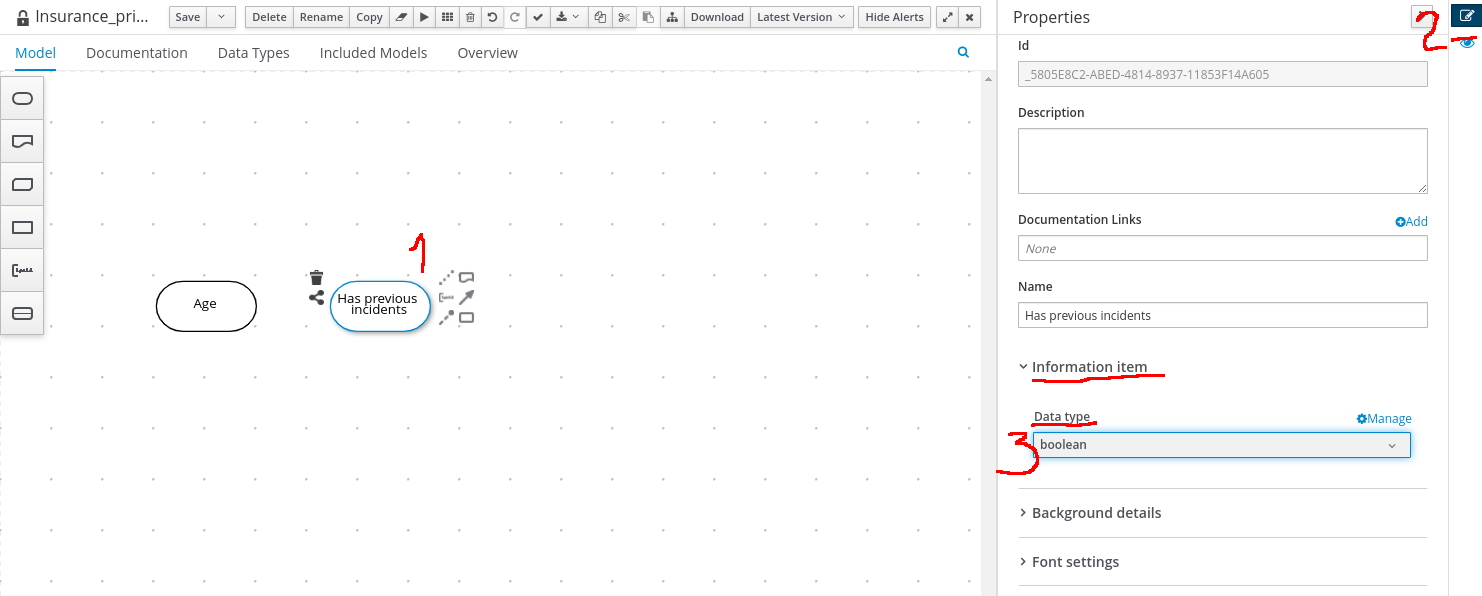 Insurance_pri...
Save
Delete
Rename
Copy
Download
Latest Version
Hide Alerts
Model
Documentation
Data Types
Included Models
Overview
Age
Has previous
incidents
1
Properties
2
Id
_5805E8C2-ABED-4814-8937-11853F14A605
Description
Documentation Links
Add
None
Name
Has previous incidents
Information item
Data type
Manage
3
boolean
Background details
Font settings